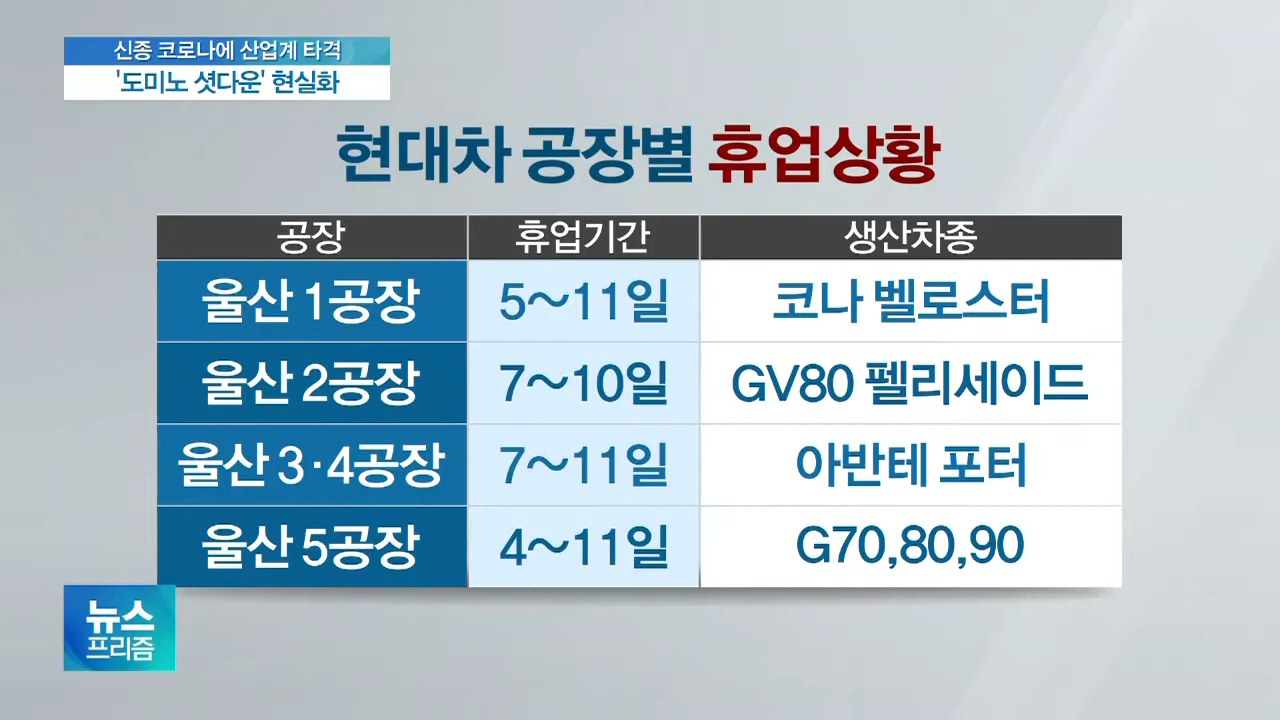 신종 코로나에 산업계 타격
'도미노 셧다운' 현실화
현대차 공장별 휴업상황
공장 휴업기간 생산차종
울산 1공장 5~11일 코나 벨로스터
울산 2공장 7~10일 GV80 펠리세이드
울산 3·4공장 7~11일 아반테 포터
울산 5공장 4~11일 G70,80,90
뉴스
프리즘